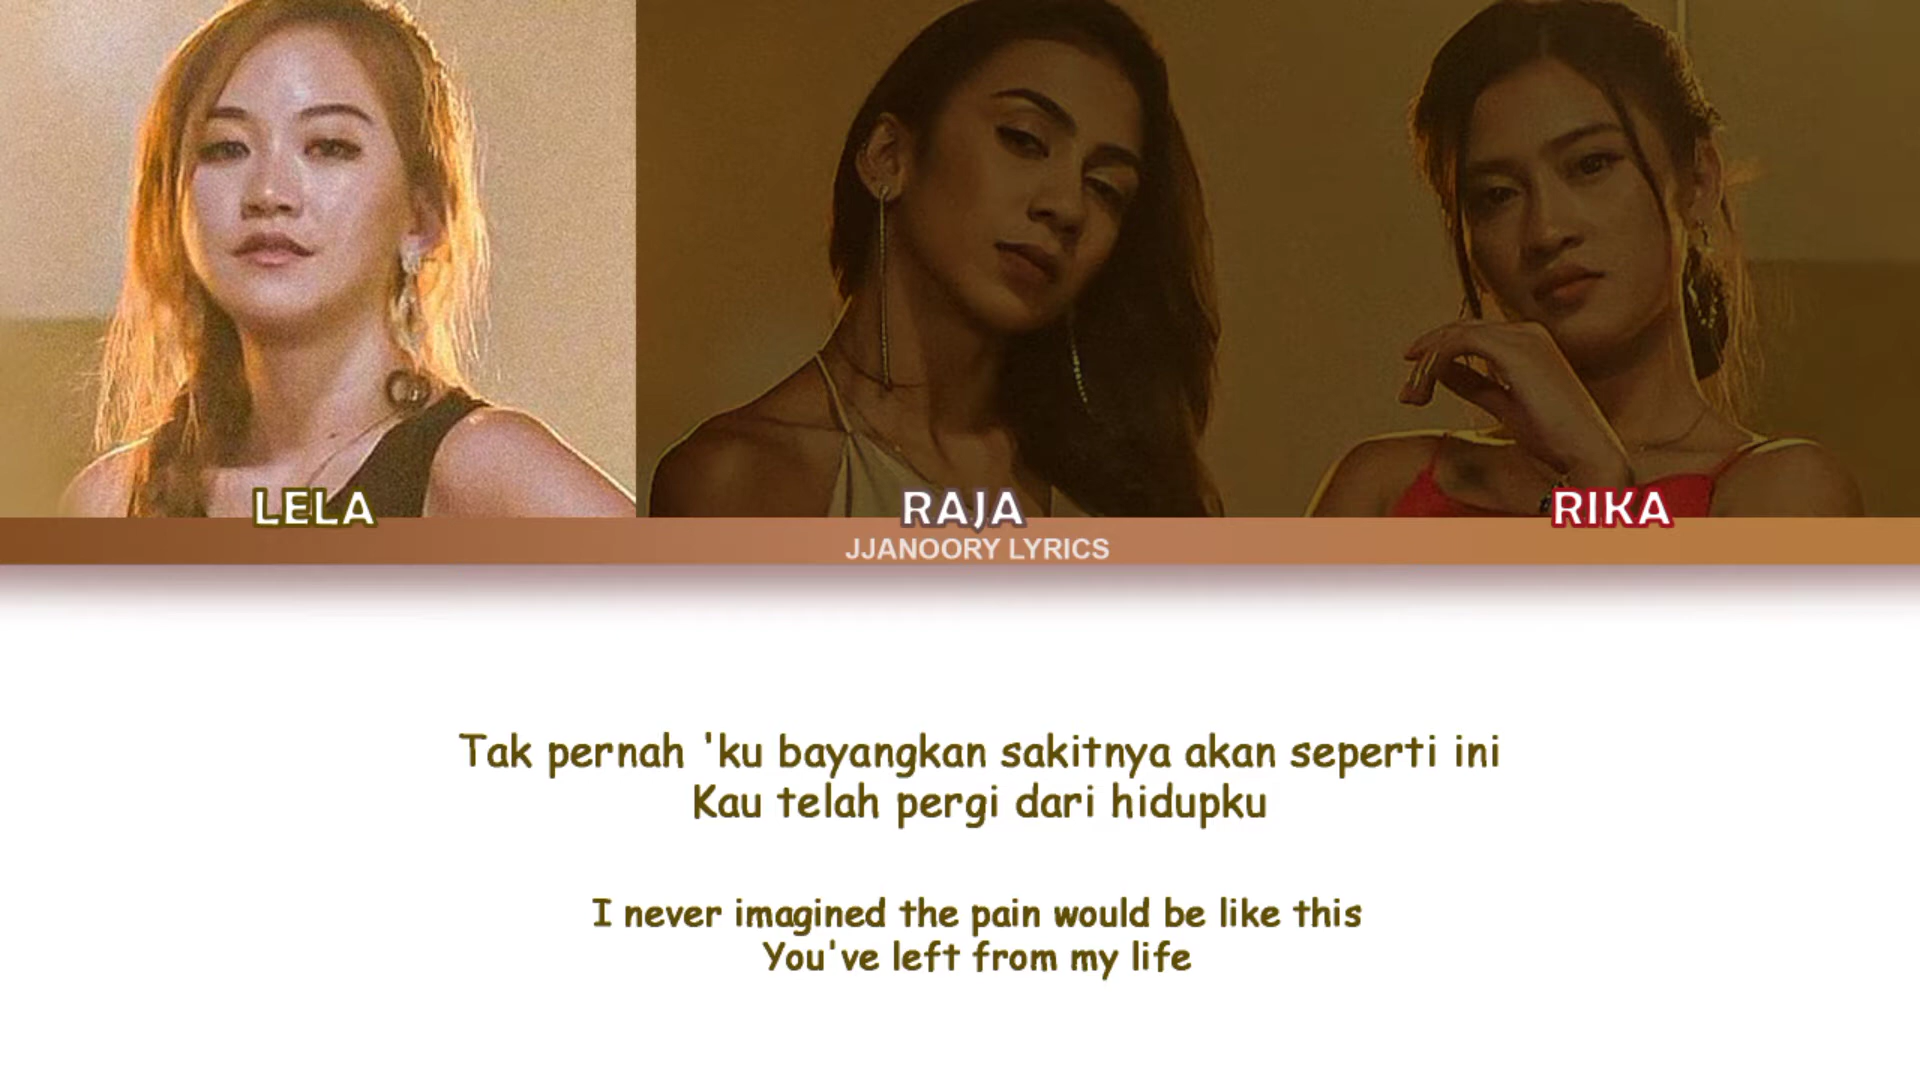 LELA
RAJA
RIKA
JJANOORY LYRICS
Tak pernah 'ku bayangkan sakitnya akan seperti ini
Kau telah pergi dari hidupku
I never imagined the pain would be like this
You've left from my life